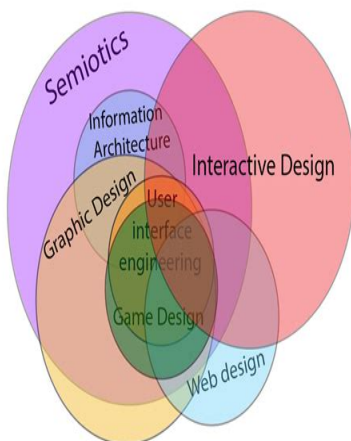 Semiotics
Information
Architecture
Interactive Design
Graphic Design
User
interface
engineering
Game Design
Web design